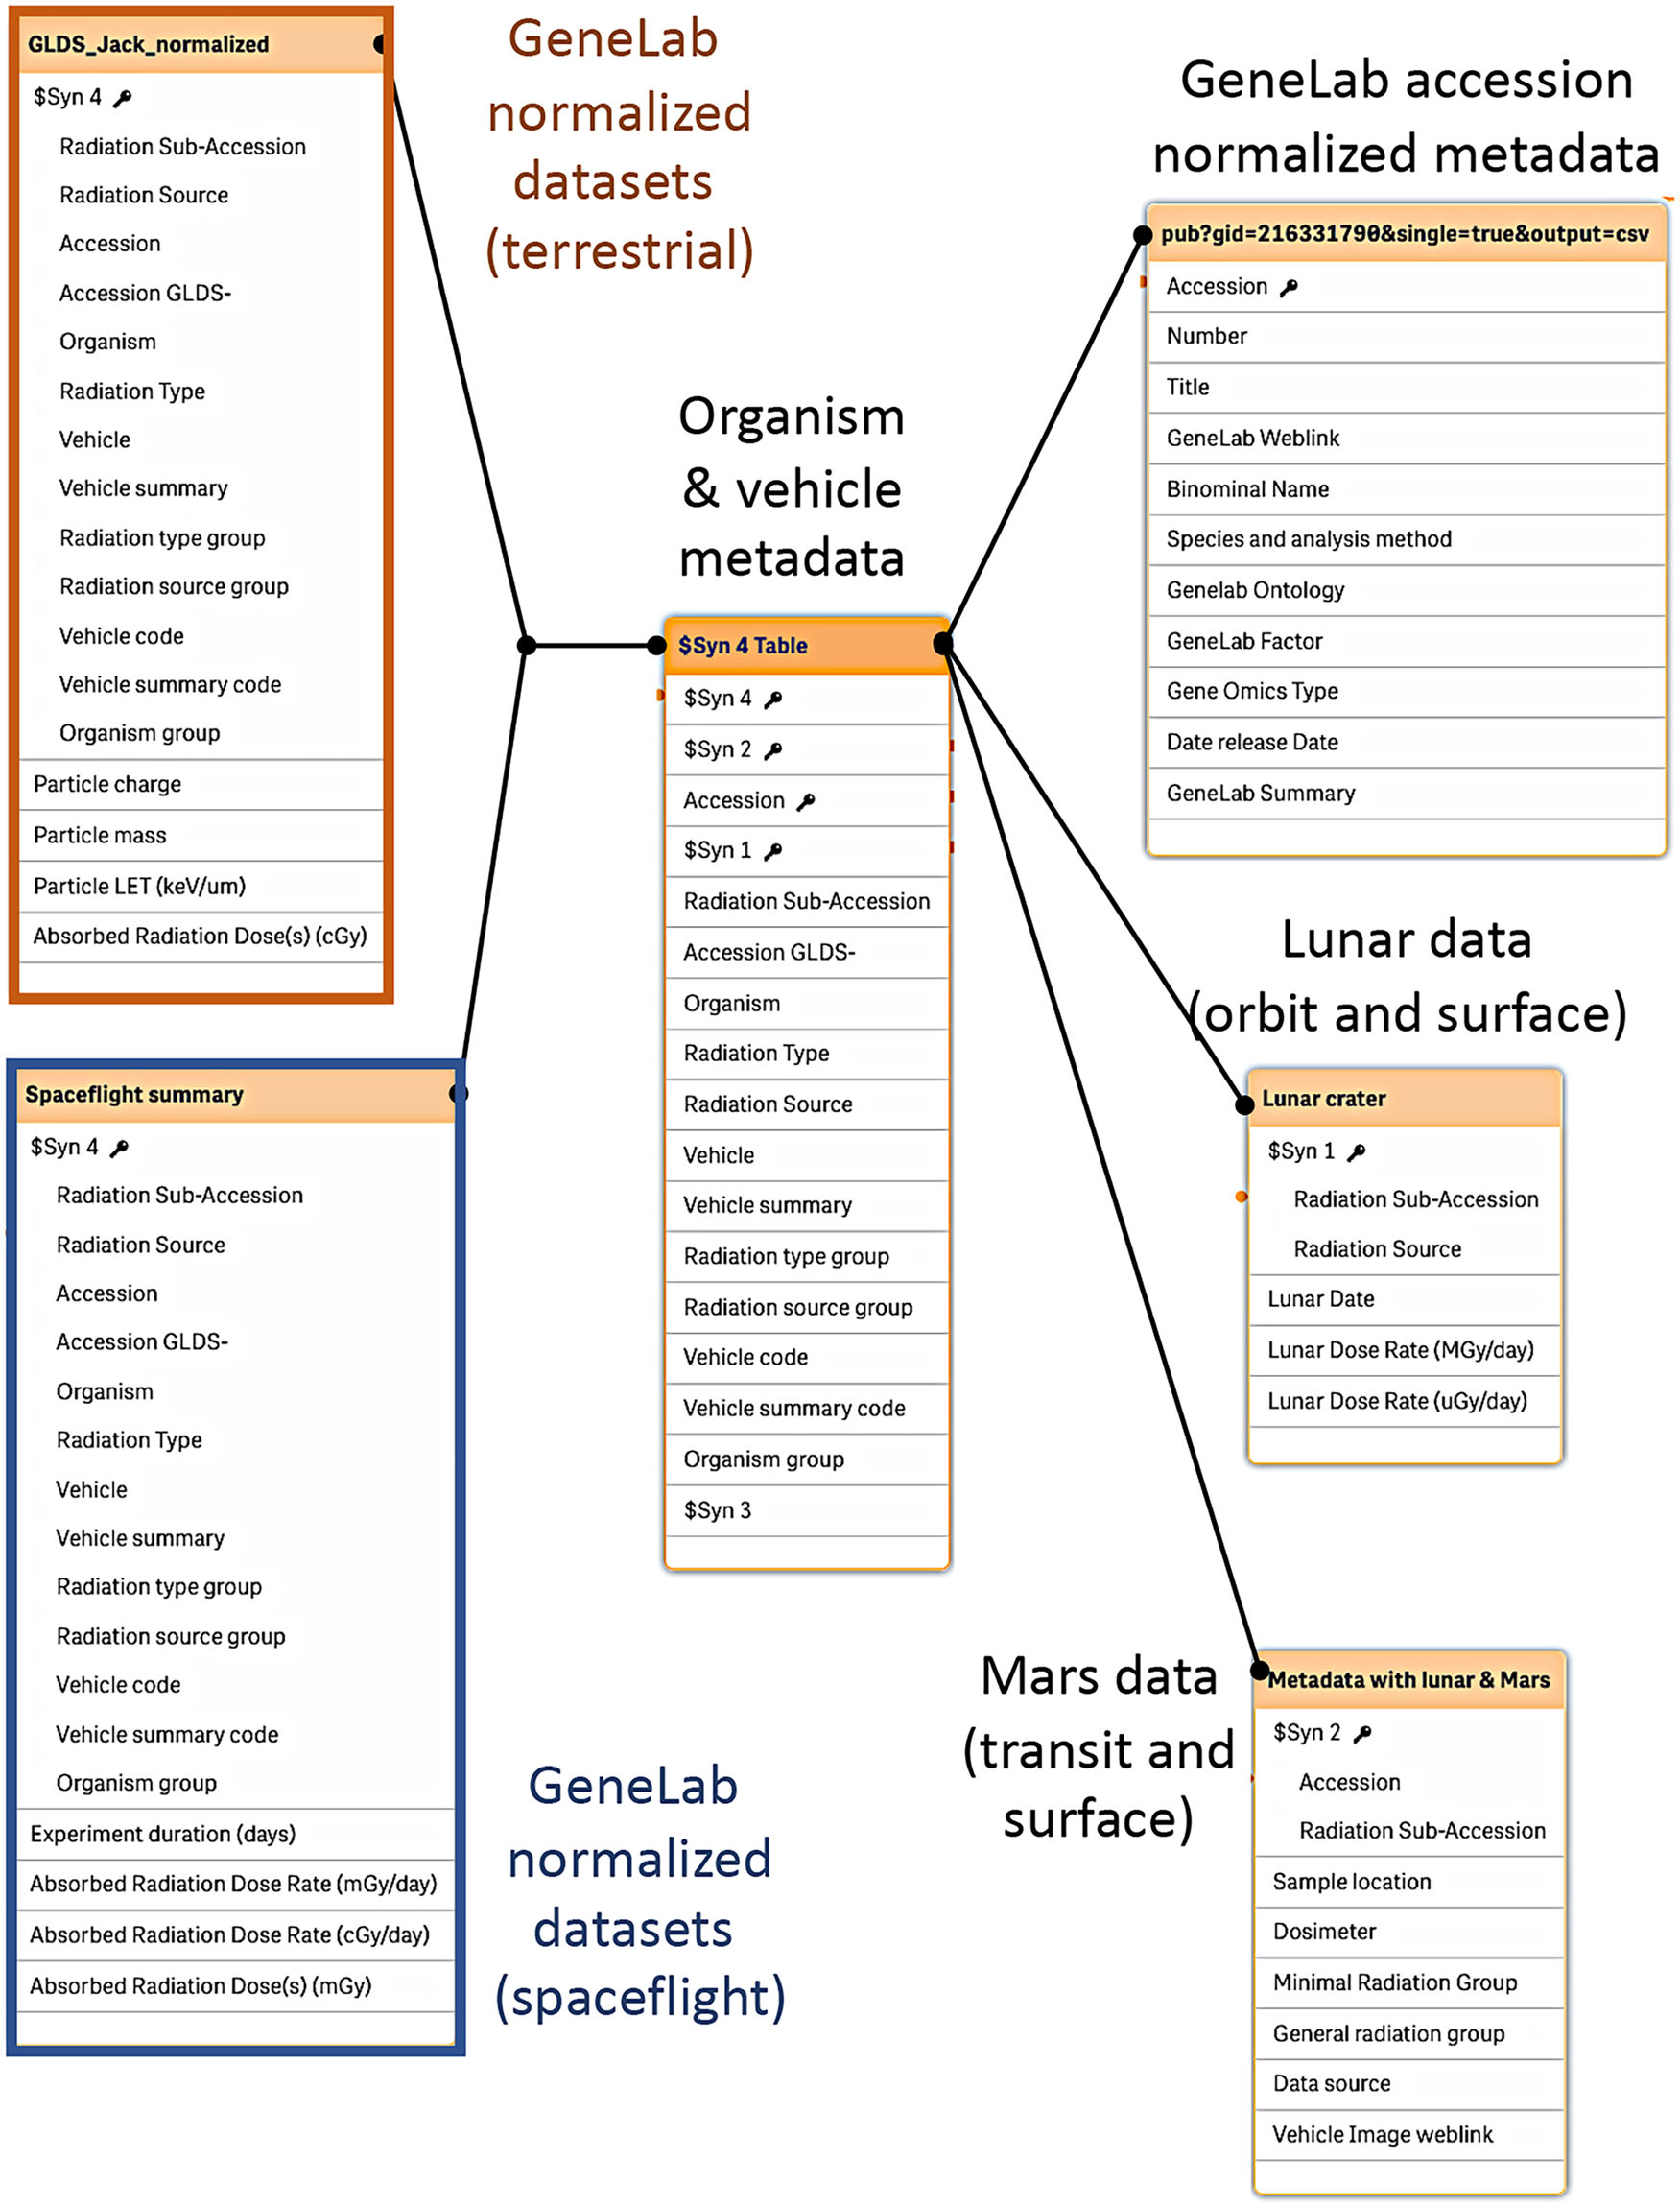 GLDS_Jack_normalized
$Syn 4
Radiation Sub-Accession
Radiation Source
Accession
Accession GLDS-
Organism
Radiation Type
Vehicle
Vehicle summary
Radiation type group
Radiation source group
Vehicle code
Vehicle summary code
Organism group
Particle charge
Particle mass
Particle LET (keV/um)
Absorbed Radiation Dose(s) (cGy)
GeneLab
normalized
datasets
(terrestrial)
Spaceflight summary
$Syn 4
Radiation Sub-Accession
Radiation Source
Accession
Accession GLDS-
Organism
Radiation Type
Vehicle
Vehicle summary
Radiation type group
Radiation source group
Vehicle code
Vehicle summary code
Organism group
Experiment duration (days)
Absorbed Radiation Dose Rate (mGy/day)
Absorbed Radiation Dose Rate (cGy/day)
Absorbed Radiation Dose(s) (mGy)
GeneLab
normalized
datasets
(spaceflight)
Organism
& vehicle
metadata
$Syn 4 Table
$Syn 4
$Syn 2
Accession
$Syn 1
Radiation Sub-Accession
Accession GLDS-
Organism
Radiation Type
Radiation Source
Vehicle
Vehicle summary
Radiation type group
Radiation source group
Vehicle code
Vehicle summary code
Organism group
$Syn 3
GeneLab accession
normalized metadata
pub?gid=216331790&single=true&output=csv
Accession
Number
Title
GeneLab Weblink
Binominal Name
Species and analysis method
Genelab Ontology
GeneLab Factor
Gene Omics Type
Date release Date
GeneLab Summary
Lunar data
(orbit and surface)
Lunar crater
$Syn 1
Radiation Sub-Accession
Radiation Source
Lunar Date
Lunar Dose Rate (MGy/day)
Lunar Dose Rate (uGy/day)
Mars data
(transit and
surface)
Metadata with lunar & Mars
$Syn 2
Accession
Radiation Sub-Accession
Sample location
Dosimeter
Minimal Radiation Group
General radiation group
Data source
Vehicle Image weblink